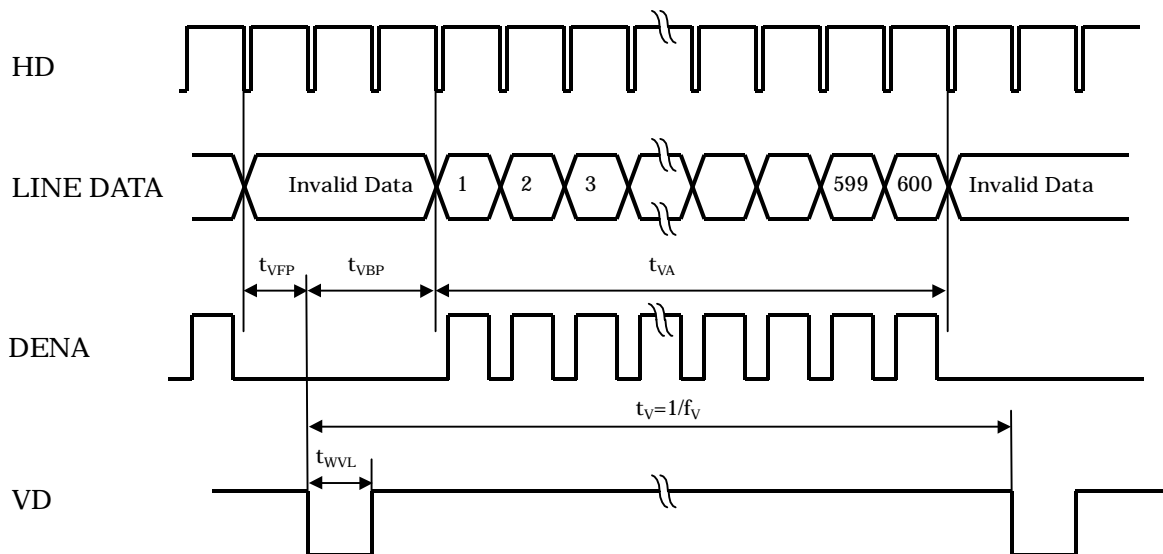 HD
LINE DATA
Invalid Data 1 2 3 599 600 Invalid Data
tVFP tVBP tVA
DENA
tV=1/fV
tWVL
VD